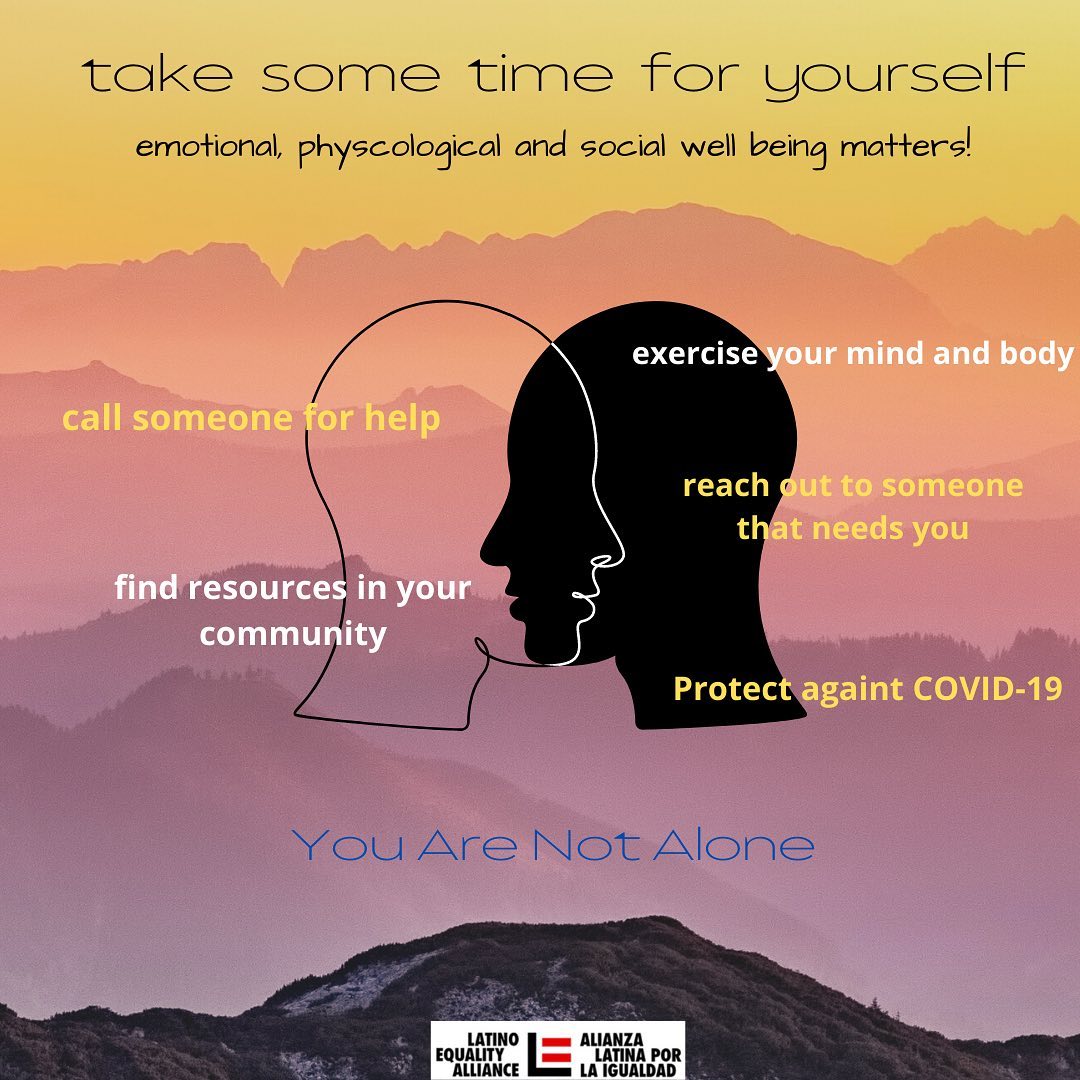 take some time for yourself
emotional, physcological and social well being matters!
exercise your mind and body
call someone for help
reach out to someone
that needs you
find resources in your
community
Protect againt COVID-19
You Are Not Alone
LATINO
EQUALITY
ALLIANCE
LE
ALIANZA
LATINA POR
LA IGUALDAD